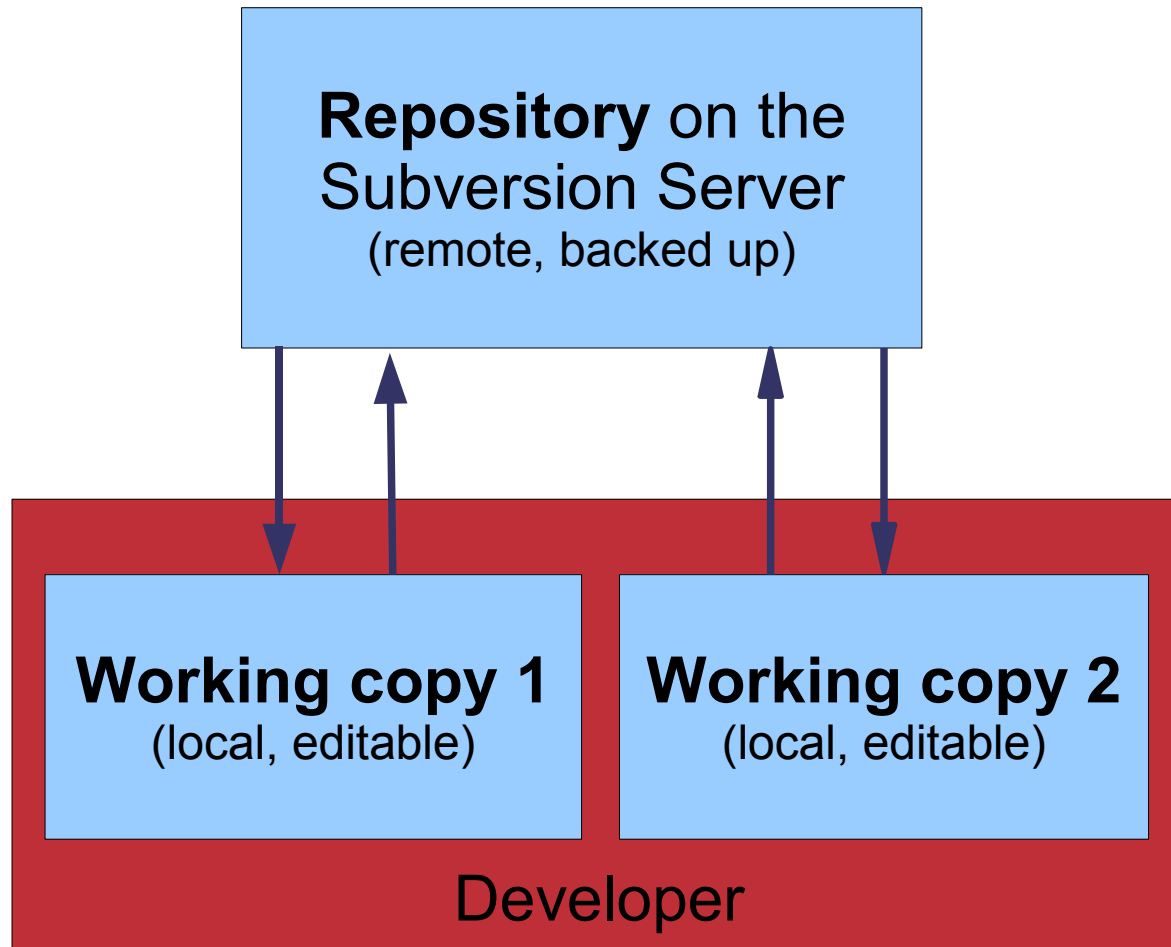 Repository on the
Subversion Server
(remote, backed up)
Working copy 1
(local, editable)
Working copy 2
(local, editable)
Developer